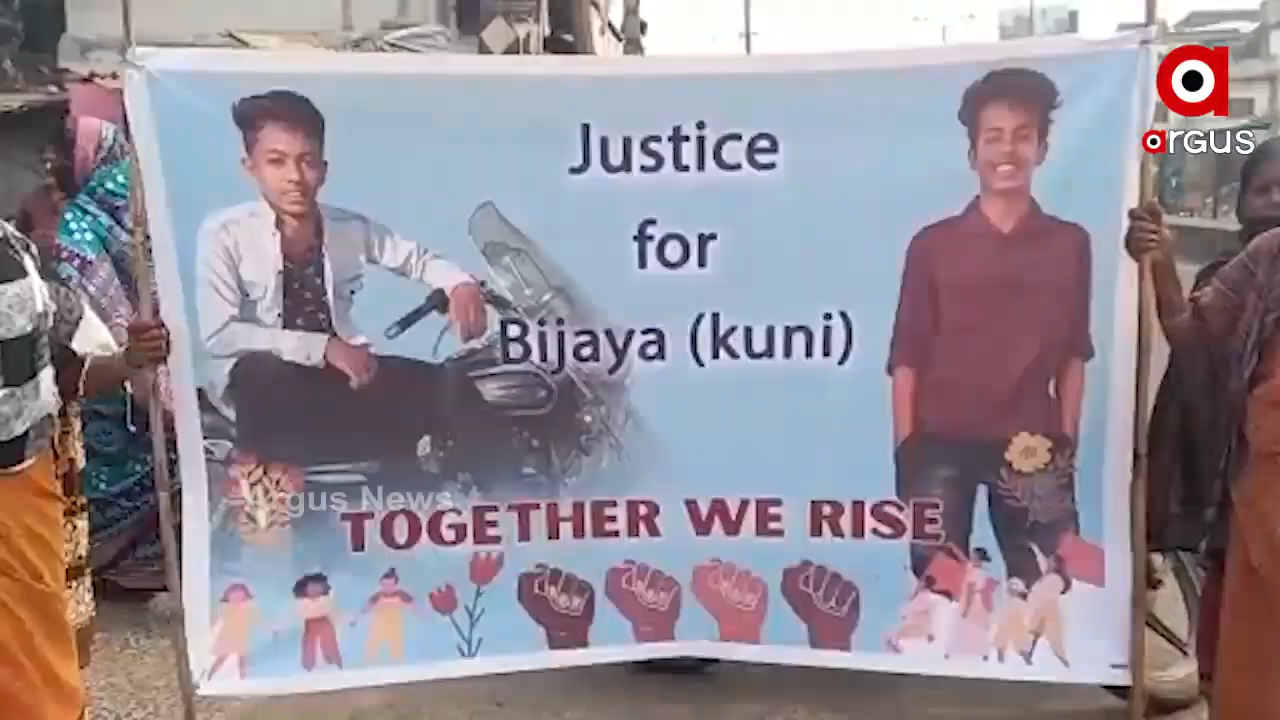 argus
Justice
for
Bijaya (kuni)
Argus News
TOGETHER WE RISE